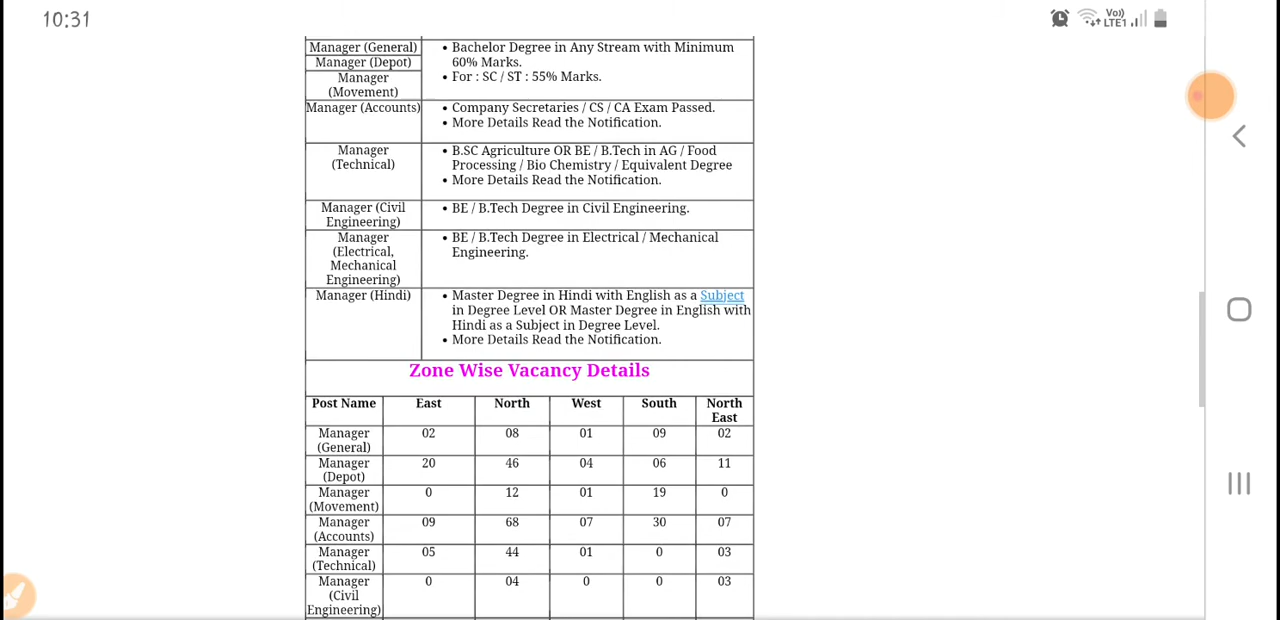 10:31
Vo))
LTE1
Manager (General)
Manager (Depot)
Manager
(Movement)
• Bachelor Degree in Any Stream with Minimum
60% Marks.
• For : SC / ST : 55% Marks.
Manager (Accounts)
• Company Secretaries / CS / CA Exam Passed.
• More Details Read the Notification.
Manager
(Technical)
• B.SC Agriculture OR BE / B.Tech in AG / Food
Processing / Bio Chemistry / Equivalent Degree
• More Details Read the Notification.
Manager (Civil
Engineering)
• BE / B.Tech Degree in Civil Engineering.
Manager
(Electrical,
Mechanical
Engineering)
• BE / B.Tech Degree in Electrical / Mechanical
Engineering.
Manager (Hindi)
• Master Degree in Hindi with English as a Subject
in Degree Level OR Master Degree in English with
Hindi as a Subject in Degree Level.
• More Details Read the Notification.
Zone Wise Vacancy Details
Post Name East North West South North
East
Manager
(General) 02 08 01 09 02
Manager
(Depot) 20 46 04 06 11
Manager
(Movement) 0 12 01 19 0
Manager
(Accounts) 09 68 07 30 07
Manager
(Technical) 05 44 01 0 03
Manager
(Civil
Engineering) 0 04 0 0 03